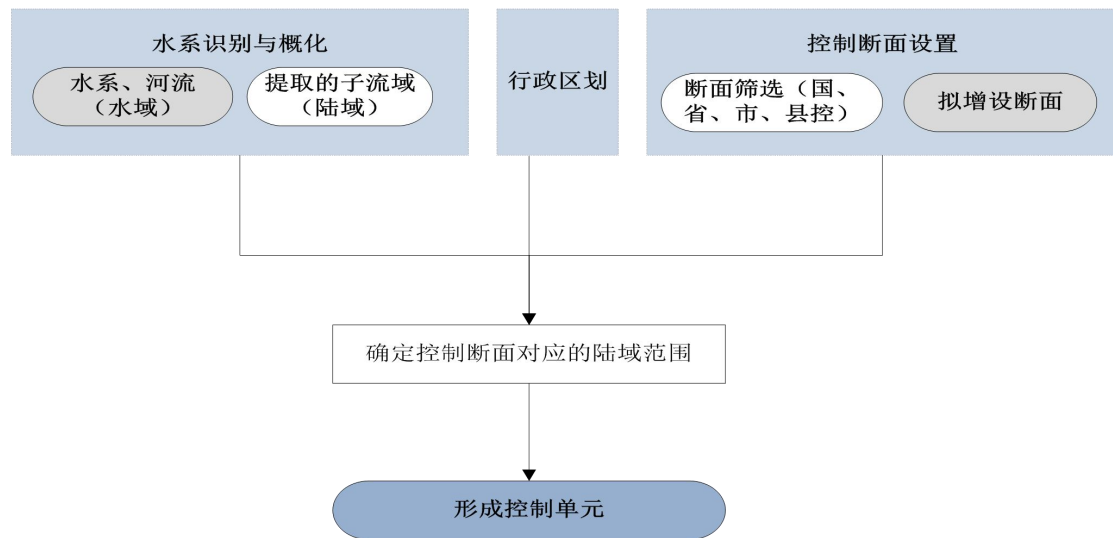 水系识别与概化
水系、河流
（水域）
提取的子流域
（陆域）
行政区划
控制断面设置
断面筛选（国、
省、市、县控）
拟增设断面
确定控制断面对应的陆域范围
形成控制单元